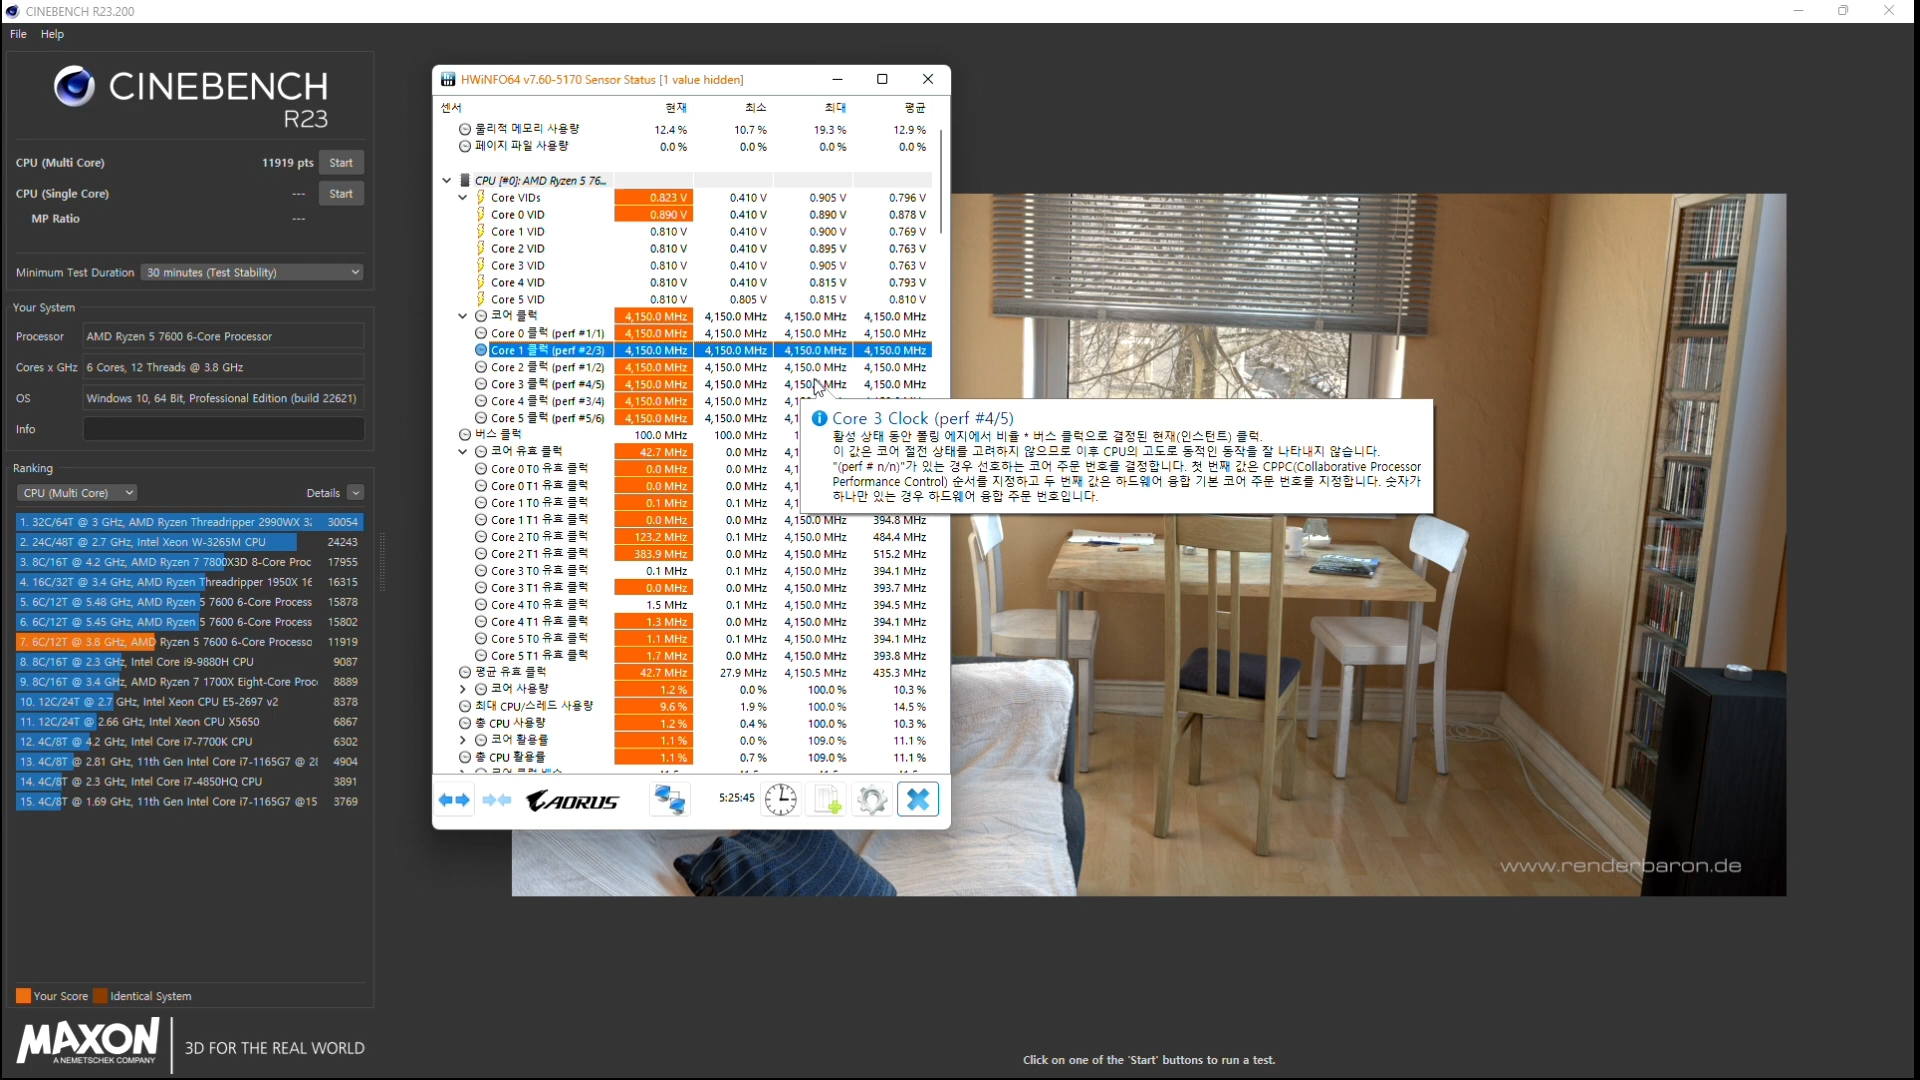 CINEBENCH R23.200
File Help
CINEBENCH
R23
CPU (Multi Core) 11919 pts Start
CPU (Single Core) --- Start
MP Ratio ---
Minimum Test Duration 30 minutes (Test Stability)
Your System
Processor AMD Ryzen 5 7600 6-Core Processor
Cores x GHz 6 Cores, 12 Threads @ 3.8 GHz
OS Windows 10, 64 Bit, Professional Edition (build 22621)
Info
Ranking
CPU (Multi Core) Details
1. 32C/64T @ 3 GHz, AMD Ryzen Threadripper 2990WX 32 30054
2. 24C/48T @ 2.7 GHz, Intel Xeon W-3265M CPU 24243
3. 8C/16T @ 4.2 GHz, AMD Ryzen 7 7800X3D 8-Core Proc 17955
4. 16C/32T @ 3.4 GHz, AMD Ryzen Threadripper 1950X 16 16315
5. 6C/12T @ 5.48 GHz, AMD Ryzen 5 7600 6-Core Process 15878
6. 6C/12T @ 5.45 GHz, AMD Ryzen 5 7600 6-Core Process 15802
7. 6C/12T @ 3.8 GHz, AMD Ryzen 5 7600 6-Core Processo 11919
8. 8C/16T @ 2.3 GHz, Intel Core i9-9880H CPU 9087
9. 8C/16T @ 3.4 GHz, AMD Ryzen 7 1700X Eight-Core Proc 8889
10. 12C/24T @ 2.7 GHz, Intel Xeon CPU E5-2697 v2 8378
11. 12C/24T @ 2.66 GHz, Intel Xeon CPU X5650 6867
12. 4C/8T @ 4.2 GHz, Intel Core i7-7700K CPU 6302
13. 4C/8T @ 2.81 GHz, 11th Gen Intel Core i7-1165G7 @ 28 4904
14. 4C/8T @ 2.3 GHz, Intel Core i7-4850HQ CPU 3891
15. 4C/8T @ 1.69 GHz, 11th Gen Intel Core i7-1165G7 @15 3769
Your Score Identical System
MAXON
A NEMETSCHEK COMPANY
3D FOR THE REAL WORLD
HWiNFO64 v7.60-5170 Sensor Status [1 value hidden]
센서 현재 최소 최대 평균
물리적 메모리 사용량 12.4 % 10.7 % 19.3 % 12.9 %
페이지 파일 사용량 0.0 % 0.0 % 0.0 % 0.0 %
CPU [#0]: AMD Ryzen 5 76...
Core VIDs 0.823 V 0.410 V 0.905 V 0.796 V
Core 0 VID 0.890 V 0.410 V 0.890 V 0.878 V
Core 1 VID 0.810 V 0.410 V 0.900 V 0.769 V
Core 2 VID 0.810 V 0.410 V 0.895 V 0.763 V
Core 3 VID 0.810 V 0.410 V 0.905 V 0.763 V
Core 4 VID 0.810 V 0.410 V 0.815 V 0.793 V
Core 5 VID 0.810 V 0.805 V 0.815 V 0.810 V
코어 클럭 4,150.0 MHz 4,150.0 MHz 4,150.0 MHz 4,150.0 MHz
Core 0 클럭 (perf #1/1) 4,150.0 MHz 4,150.0 MHz 4,150.0 MHz 4,150.0 MHz
Core 1 클럭 (perf #2/3) 4,150.0 MHz 4,150.0 MHz 4,150.0 MHz 4,150.0 MHz
Core 2 클럭 (perf #1/2) 4,150.0 MHz 4,150.0 MHz 4,150.0 MHz 4,150.0 MHz
Core 3 클럭 (perf #4/5) 4,150.0 MHz 4,150.0 MHz 4,150.0 MHz 4,150.0 MHz
Core 4 클럭 (perf #3/4) 4,150.0 MHz 4,150.0 MHz
Core 5 클럭 (perf #5/6) 4,150.0 MHz 4,150.0 MHz
버스 클럭 100.0 MHz 100.0 MHz
코어 유효 클럭 42.7 MHz 0.0 MHz
Core 0 T0 유효 클럭 0.0 MHz 0.0 MHz
Core 0 T1 유효 클럭 0.0 MHz 0.0 MHz
Core 1 T0 유효 클럭 0.1 MHz 0.1 MHz
Core 1 T1 유효 클럭 0.0 MHz 0.0 MHz 394.8 MHz
Core 2 T0 유효 클럭 123.2 MHz 0.1 MHz 4,150.0 MHz 484.4 MHz
Core 2 T1 유효 클럭 383.9 MHz 0.0 MHz 4,150.0 MHz 515.2 MHz
Core 3 T0 유효 클럭 0.1 MHz 0.1 MHz 4,150.0 MHz 394.1 MHz
Core 3 T1 유효 클럭 0.0 MHz 0.0 MHz 4,150.0 MHz 393.7 MHz
Core 4 T0 유효 클럭 1.5 MHz 0.1 MHz 4,150.0 MHz 394.5 MHz
Core 4 T1 유효 클럭 1.3 MHz 0.0 MHz 4,150.0 MHz 394.1 MHz
Core 5 T0 유효 클럭 1.1 MHz 0.1 MHz 4,150.0 MHz 394.1 MHz
Core 5 T1 유효 클럭 1.7 MHz 0.0 MHz 4,150.0 MHz 393.8 MHz
평균 유효 클럭 42.7 MHz 27.9 MHz 4,150.5 MHz 435.3 MHz
코어 사용량 1.2 % 0.0 % 100.0 % 10.3 %
최대 CPU/스레드 사용량 9.6 % 1.9 % 100.0 % 14.5 %
총 CPU 사용량 1.2 % 0.4 % 100.0 % 10.3 %
코어 활용률 1.1 % 0.0 % 109.0 % 11.1 %
총 CPU 활용률 1.1 % 0.7 % 109.0 % 11.1 %
AORUS 5:25:45
Core 3 Clock (perf #4/5)
활성 상태 동안 폴링 에지에서 비율 * 버스 클럭으로 결정된 현재(인스턴트) 클럭.
이 값은 코어 절전 상태를 고려하지 않으므로 이후 CPU의 고도로 동적인 동작을 잘 나타내지 않습니다.
"(perf # n/n)"가 있는 경우 선호하는 코어 주문 번호를 결정합니다. 첫 번째 값은 CPPC(Collaborative Processor
Performance Control) 순서를 지정하고 두 번째 값은 하드웨어 융합 기본 코어 주문 번호를 지정합니다. 숫자가
하나만 있는 경우 하드웨어 융합 주문 번호입니다.
www.renderbaron.de
Click on one of the 'Start' buttons to run a test.